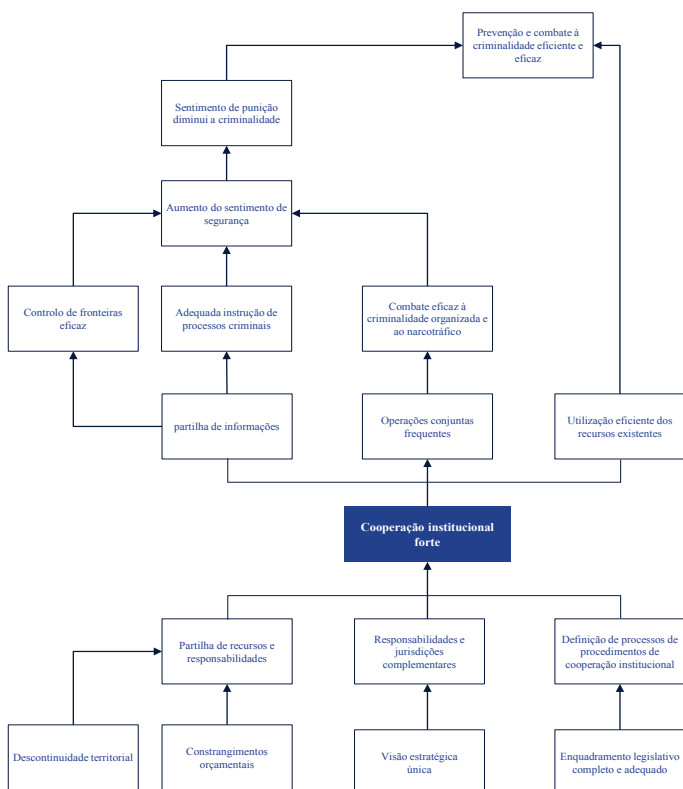 Prevenção e combate à
criminalidade eficiente e
eficaz
Sentimento de punição
diminui a criminalidade
Aumento do sentimento de
segurança
Controlo de fronteiras
eficaz
Adequada instrução de
processos criminais
Combate eficaz à
criminalidade organizada e
ao narcotráfico
partilha de informações
Operações conjuntas
frequentes
Utilização eficiente dos
recursos existentes
Cooperação institucional
forte
Partilha de recursos e
responsabilidades
Responsabilidades e
jurisdições
complementares
Definição de processos de
procedimentos de
cooperação institucional
Descontinuidade territorial
Constrangimentos
orçamentais
Visão estratégica
única
Enquadramento legislativo
completo e adequado